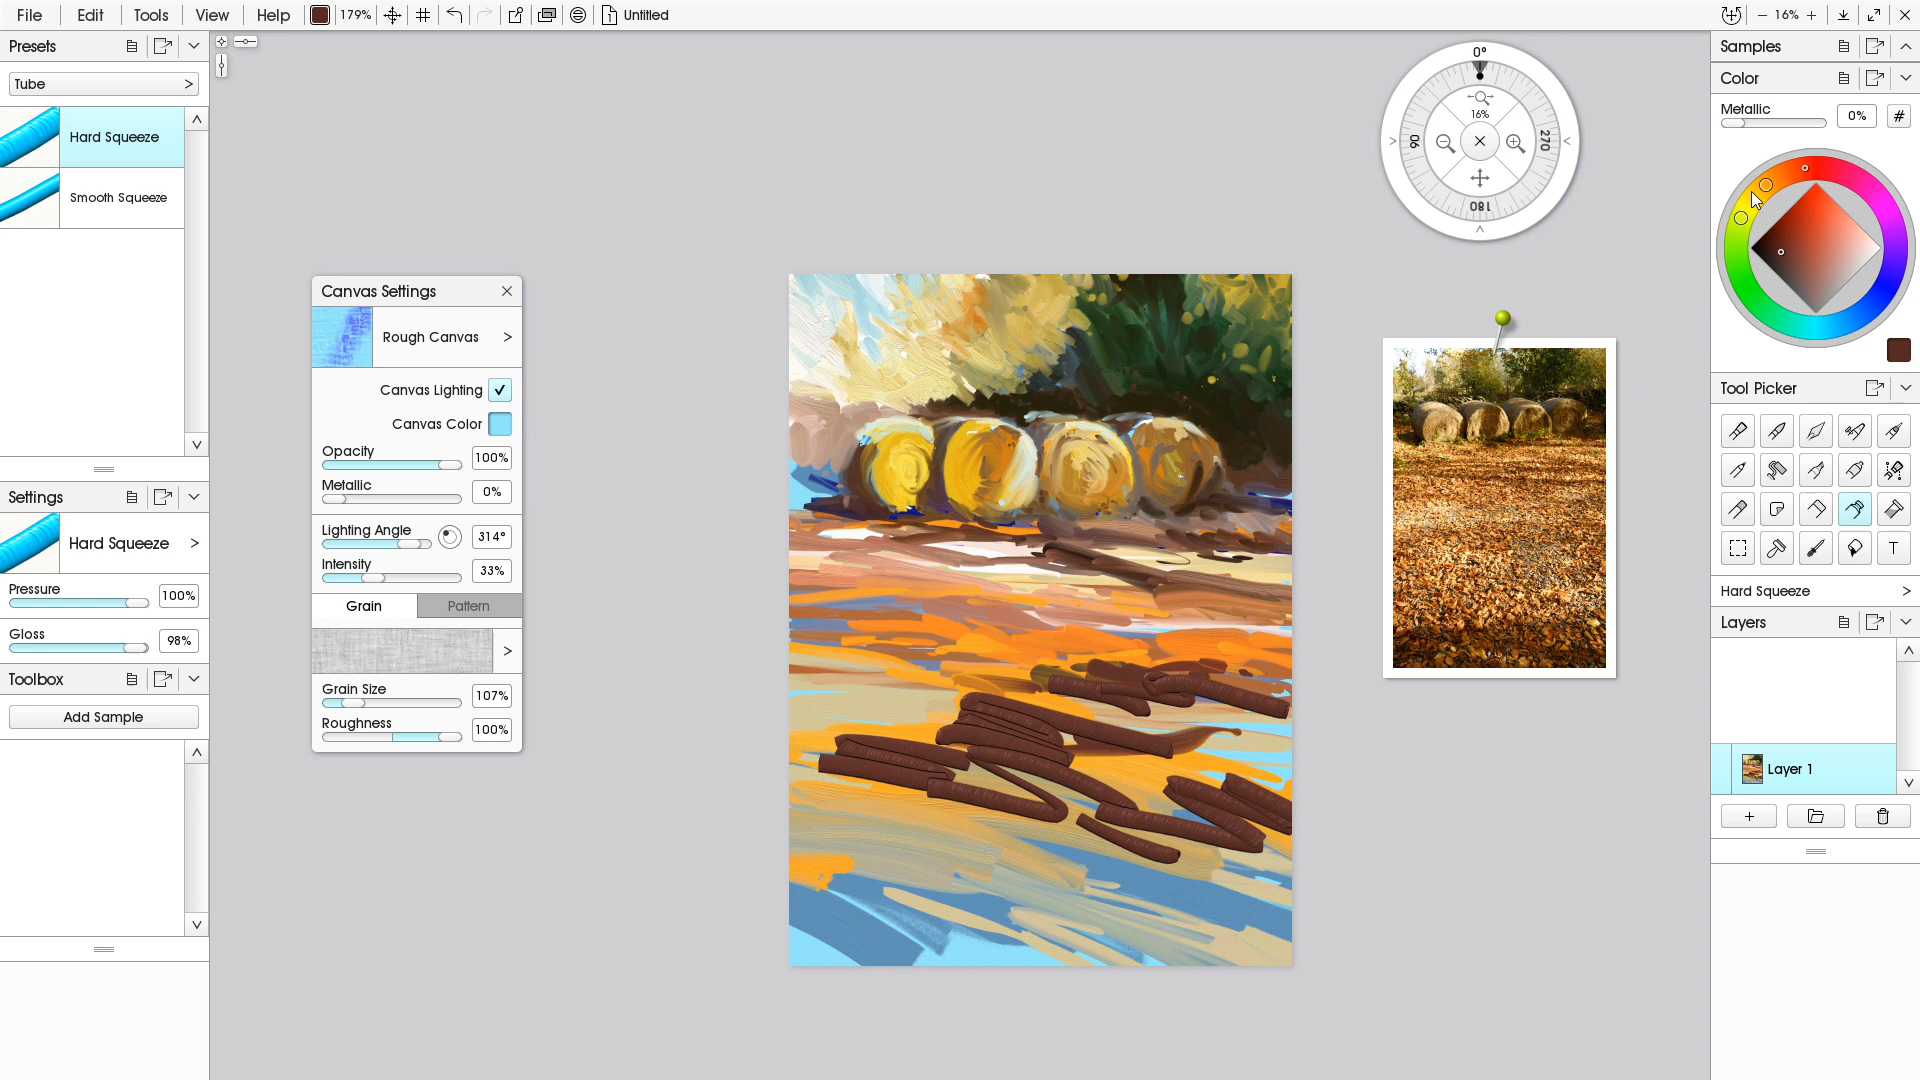 File Edit Tools View Help 179% Untitled 16%
Presets
Tube >
Hard Squeeze
Smooth Squeeze
Settings
Hard Squeeze >
Pressure 100%
Gloss 98%
Toolbox
Add Sample
Canvas Settings
Rough Canvas >
Canvas Lighting
Canvas Color
Opacity 100%
Metallic 0%
Lighting Angle 314°
Intensity 33%
Grain Pattern
>
Grain Size 107%
Roughness 100%
0°
16%
90 270
180
Samples
Color
Metallic 0% #
Tool Picker
T
Hard Squeeze >
Layers
Layer 1
+